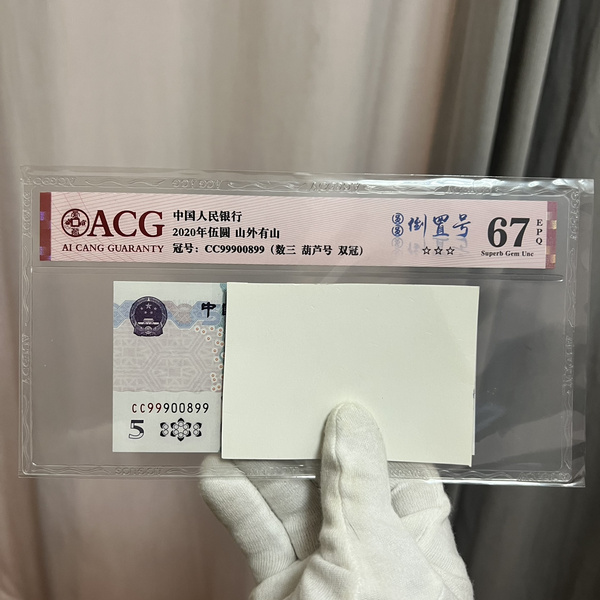 ACG
AI CANG GUARANTY
中国人民银行
2020年伍圆 山外有山
冠号：CC99900899（数三 葫芦号 双冠）
倒置号
☆☆☆
67
EPQ
Superb Gem Unc
中
CC99900899
5